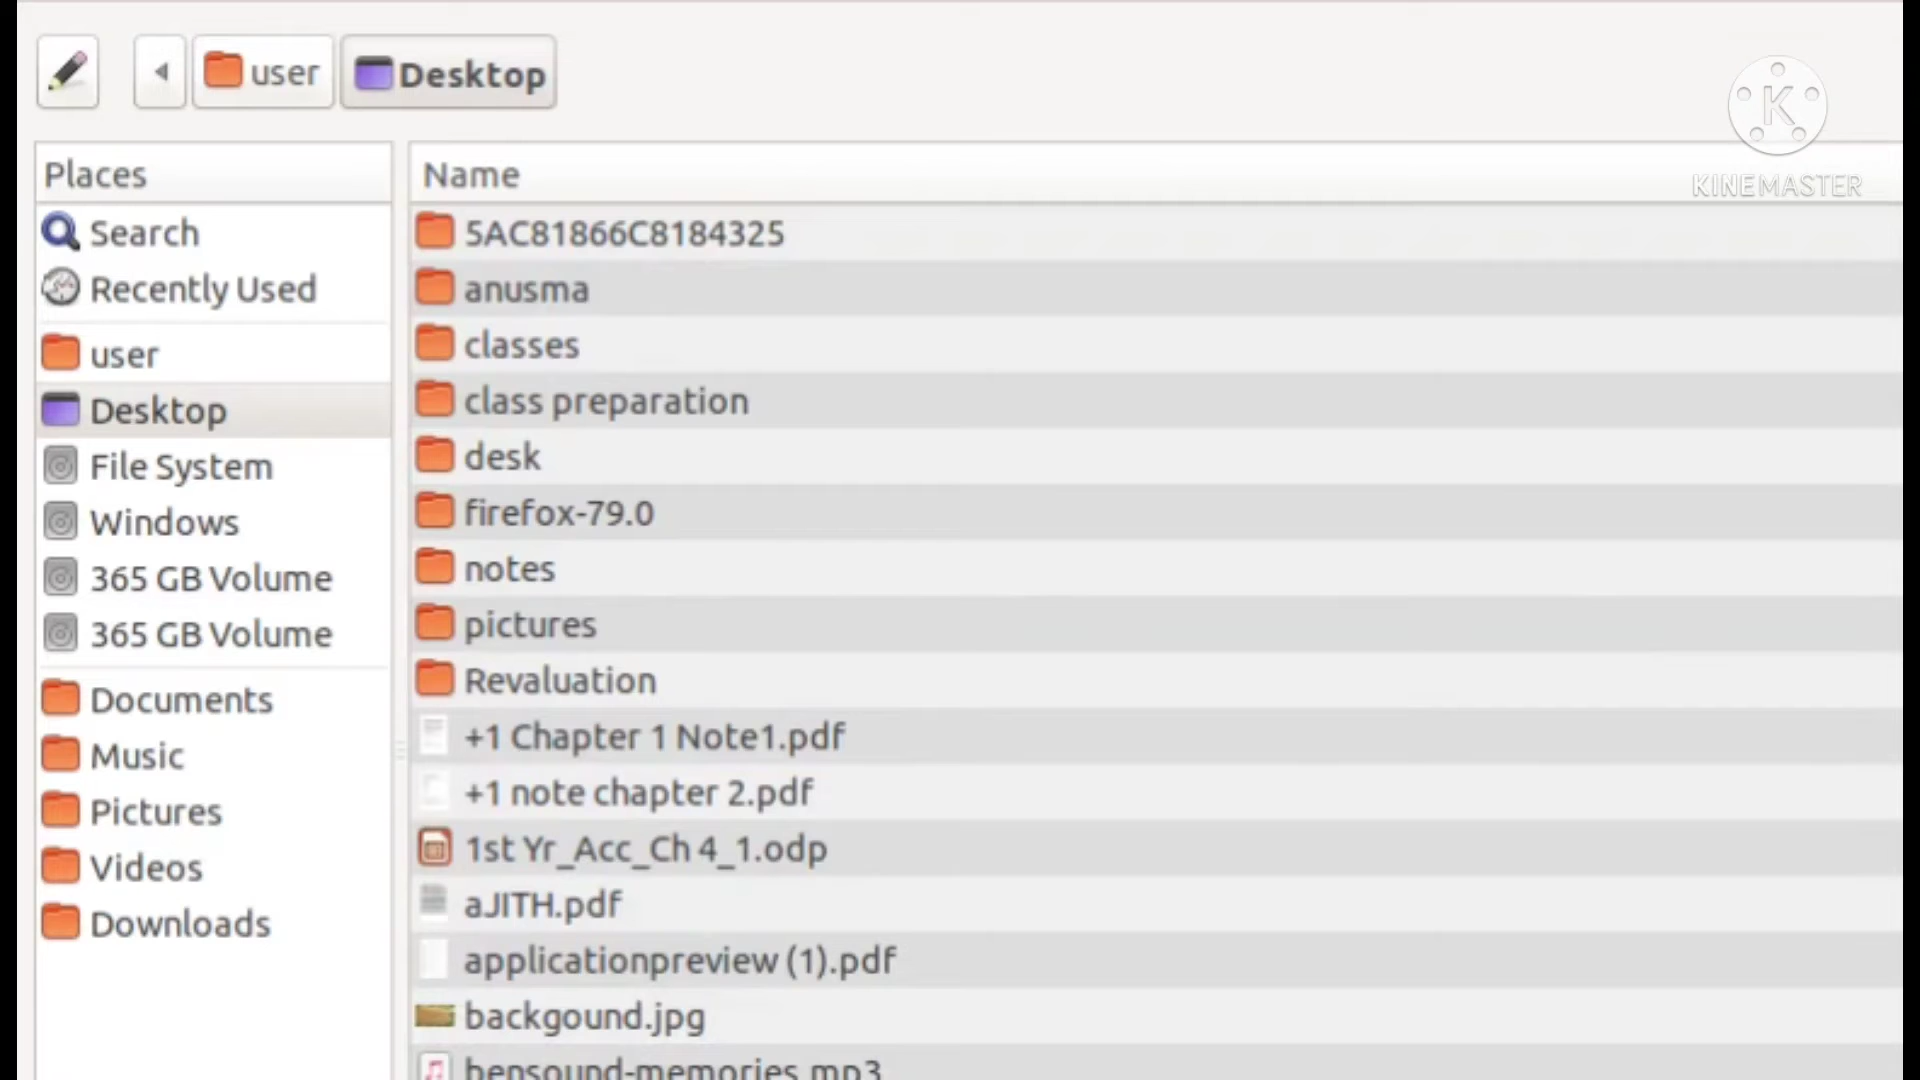 user
Desktop
K
KINEMASTER
Places
Search
Recently Used
user
Desktop
File System
Windows
365 GB Volume
365 GB Volume
Documents
Music
Pictures
Videos
Downloads
Name
5AC81866C8184325
anusma
classes
class preparation
desk
firefox-79.0
notes
pictures
Revaluation
+1 Chapter 1 Note1.pdf
+1 note chapter 2.pdf
1st Yr_Acc_Ch 4_1.odp
aJITH.pdf
applicationpreview (1).pdf
backgound.jpg
bensound-memories.mp3